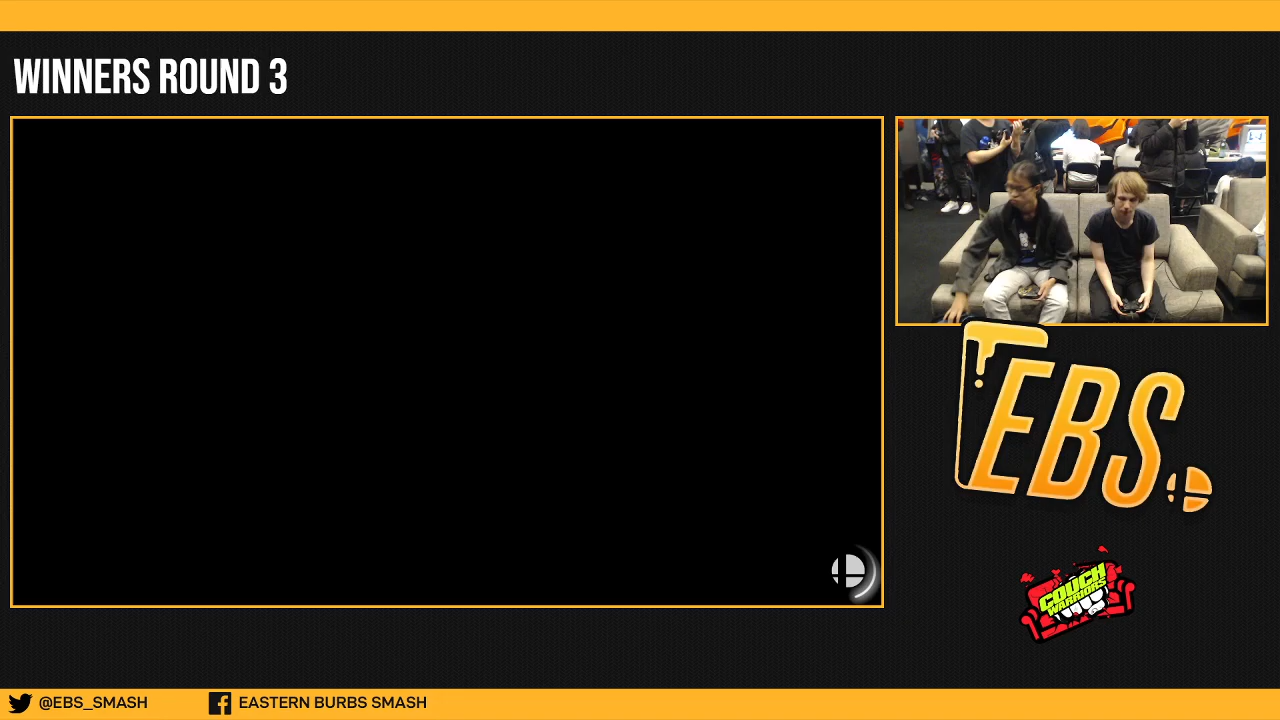 WINNERS ROUND 3
EBS
COUCH
WARRIORS
@EBS_SMASH
EASTERN BURBS SMASH